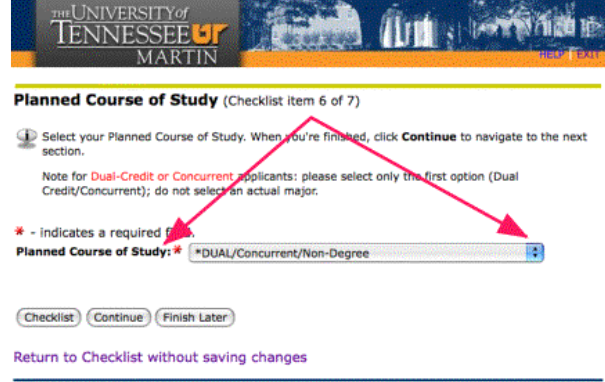 THE UNIVERSITY of
TENNESSEE UT
MARTIN
HELP | EXIT
Planned Course of Study (Checklist item 6 of 7)
Select your Planned Course of Study. When you're finished, click Continue to navigate to the next
section.
Note for Dual-Credit or Concurrent applicants: please select only the first option (Dual
Credit/Concurrent); do not select an actual major.
* - indicates a required
Planned Course of Study:* *DUAL/Concurrent/Non-Degree
Checklist Continue Finish Later
Return to Checklist without saving changes